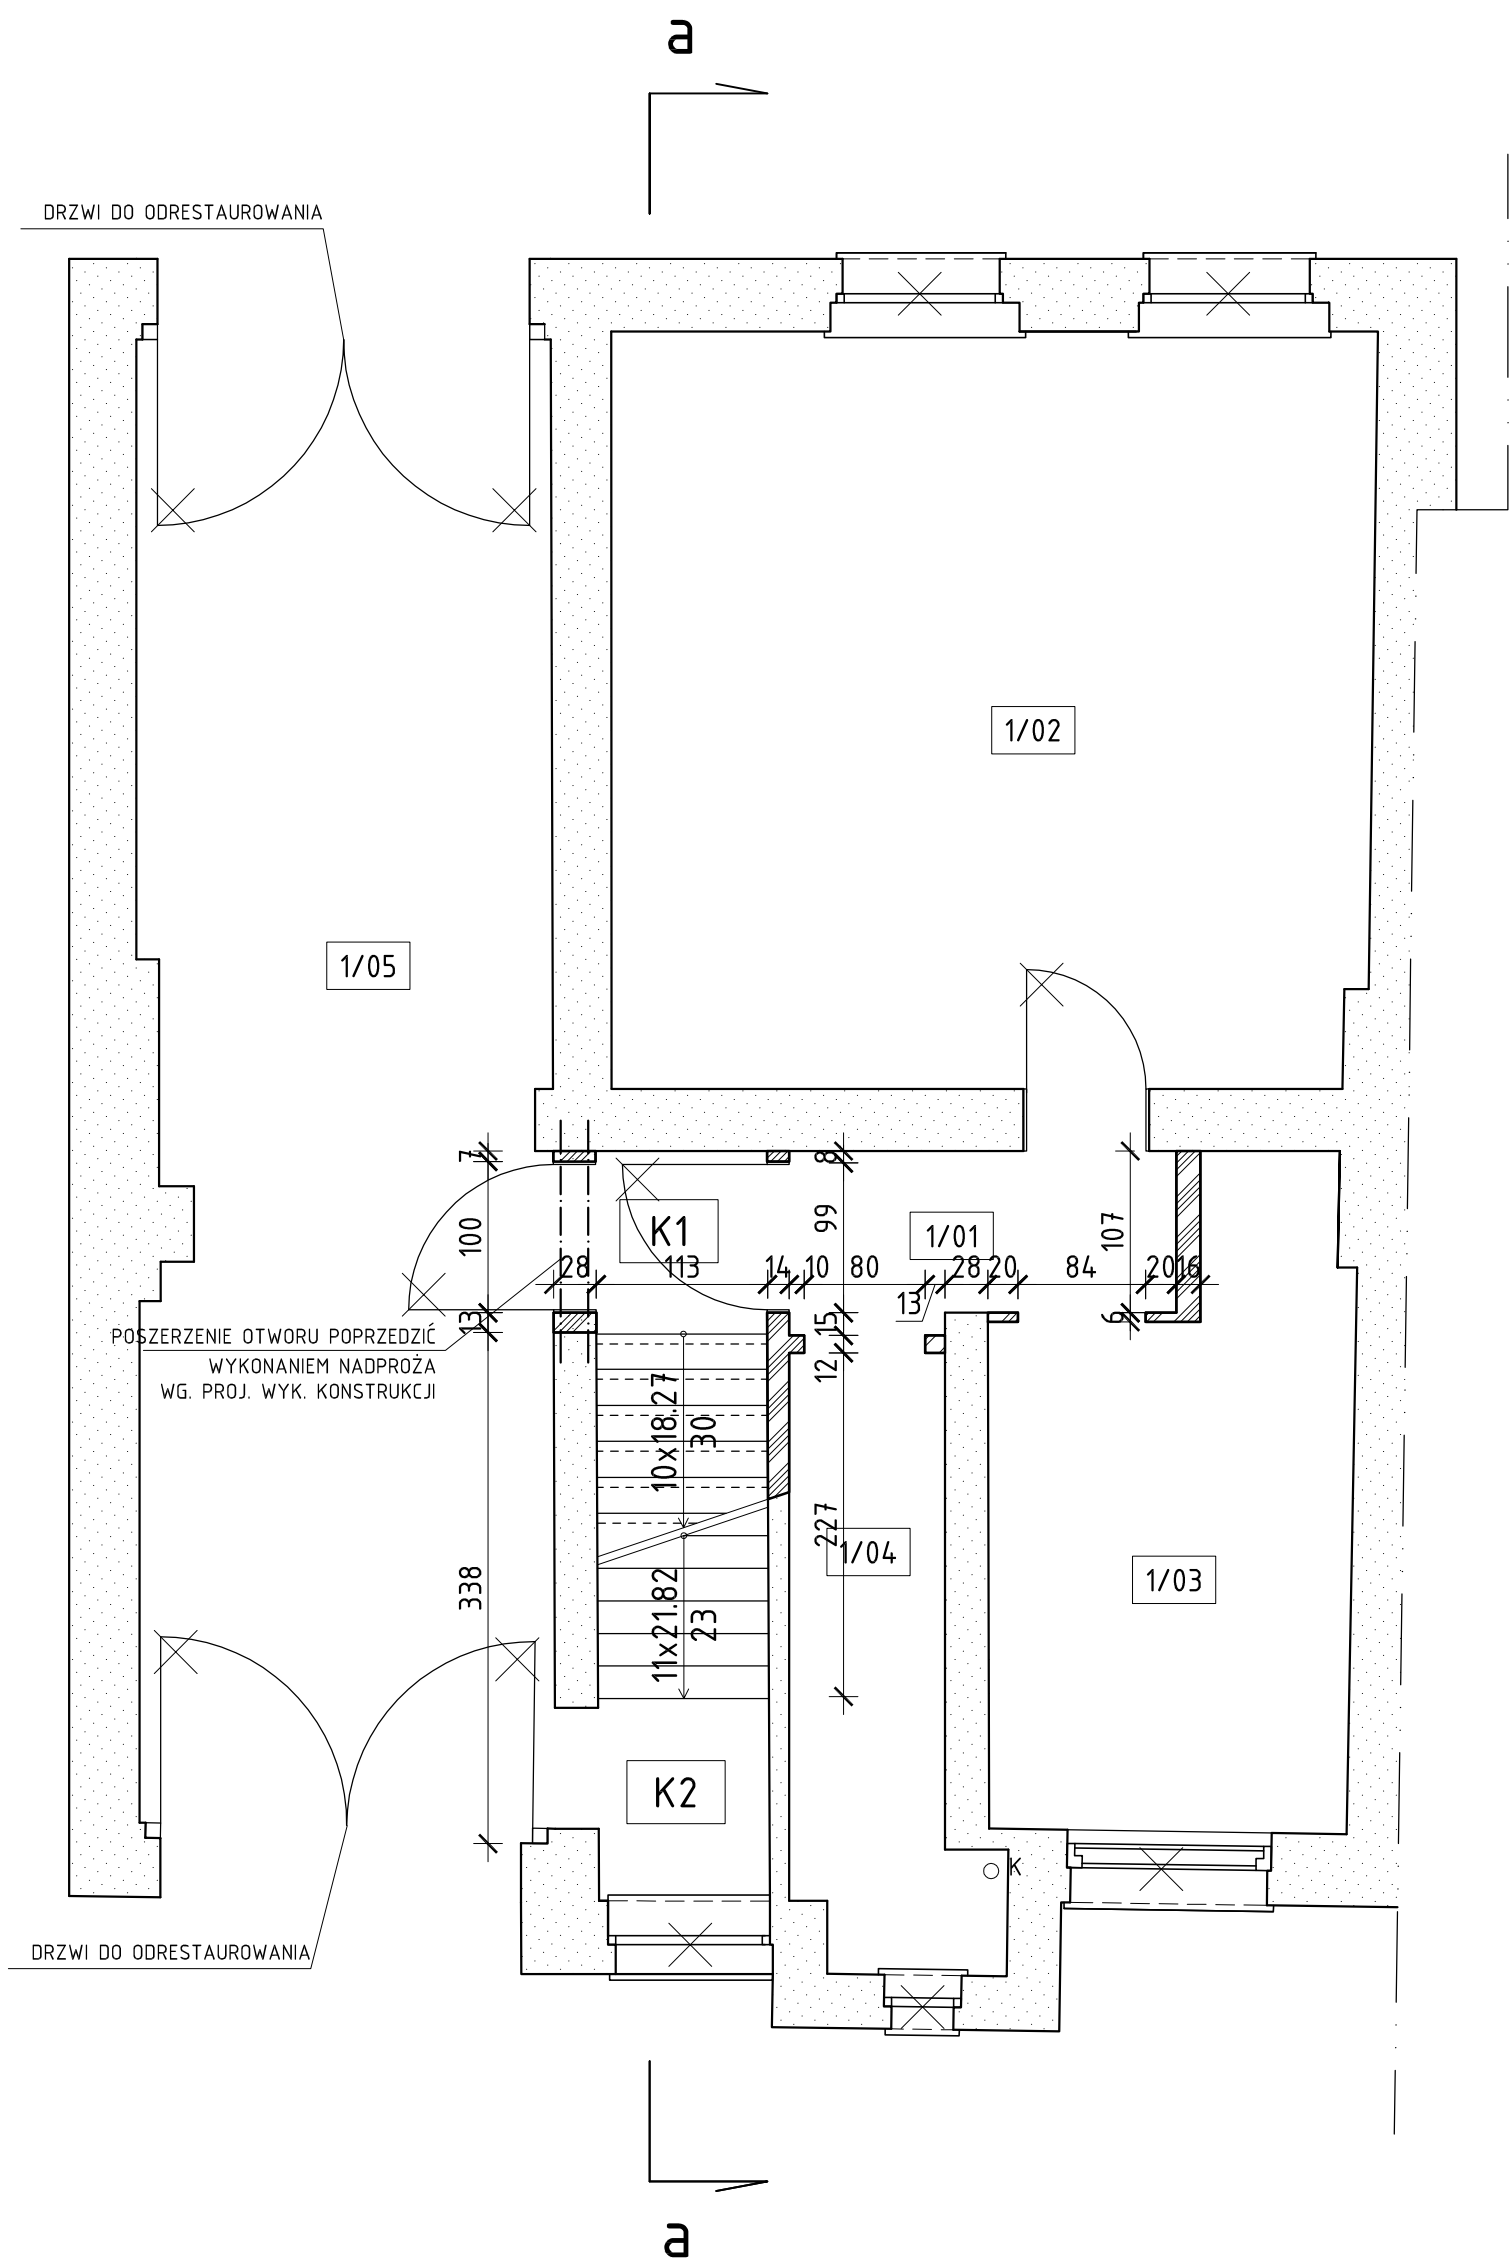 a
DRZWI DO ODRESTAUROWANIA
1/02
1/05
7
8
100
K1
99
1/01
107
28
113
14
10
80
28
20
84
20
16
13
13
15
6
POSZERZENIE OTWORU POPRZEDZIĆ
WYKONANIEM NADPROŻA
WG. PROJ. WYK. KONSTRUKCJI
12
10x18.27
30
227
1/04
1/03
338
11x21.82
23
K2
K
DRZWI DO ODRESTAUROWANIA
a